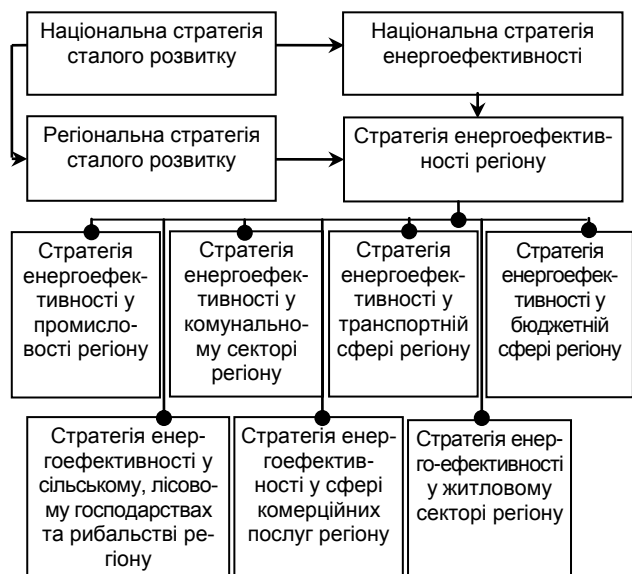 Національна стратегія
сталого розвитку
Національна стратегія
енергоефективності
Регіональна стратегія
сталого розвитку
Стратегія енергоефектив-
ності регіону
Стратегія
енергоефек-
тивності у
промисло-
вості регіону
Стратегія
енергоефек-
тивності у
комунально-
му секторі
регіону
Стратегія
енергоефек-
тивності у
транспортній
сфері регіону
Стратегія
енергоефек-
тивності у
бюджетній
сфері регіону
Стратегія енер-
гоефективності у
сільському, лісово-
му господарствах
та рибальстві ре-
гіону
Стратегія енер-
гоефектив-
ності у сфері
комерційних
послуг регіону
Стратегія енер-
го-ефективності
у житловому
секторі регіону